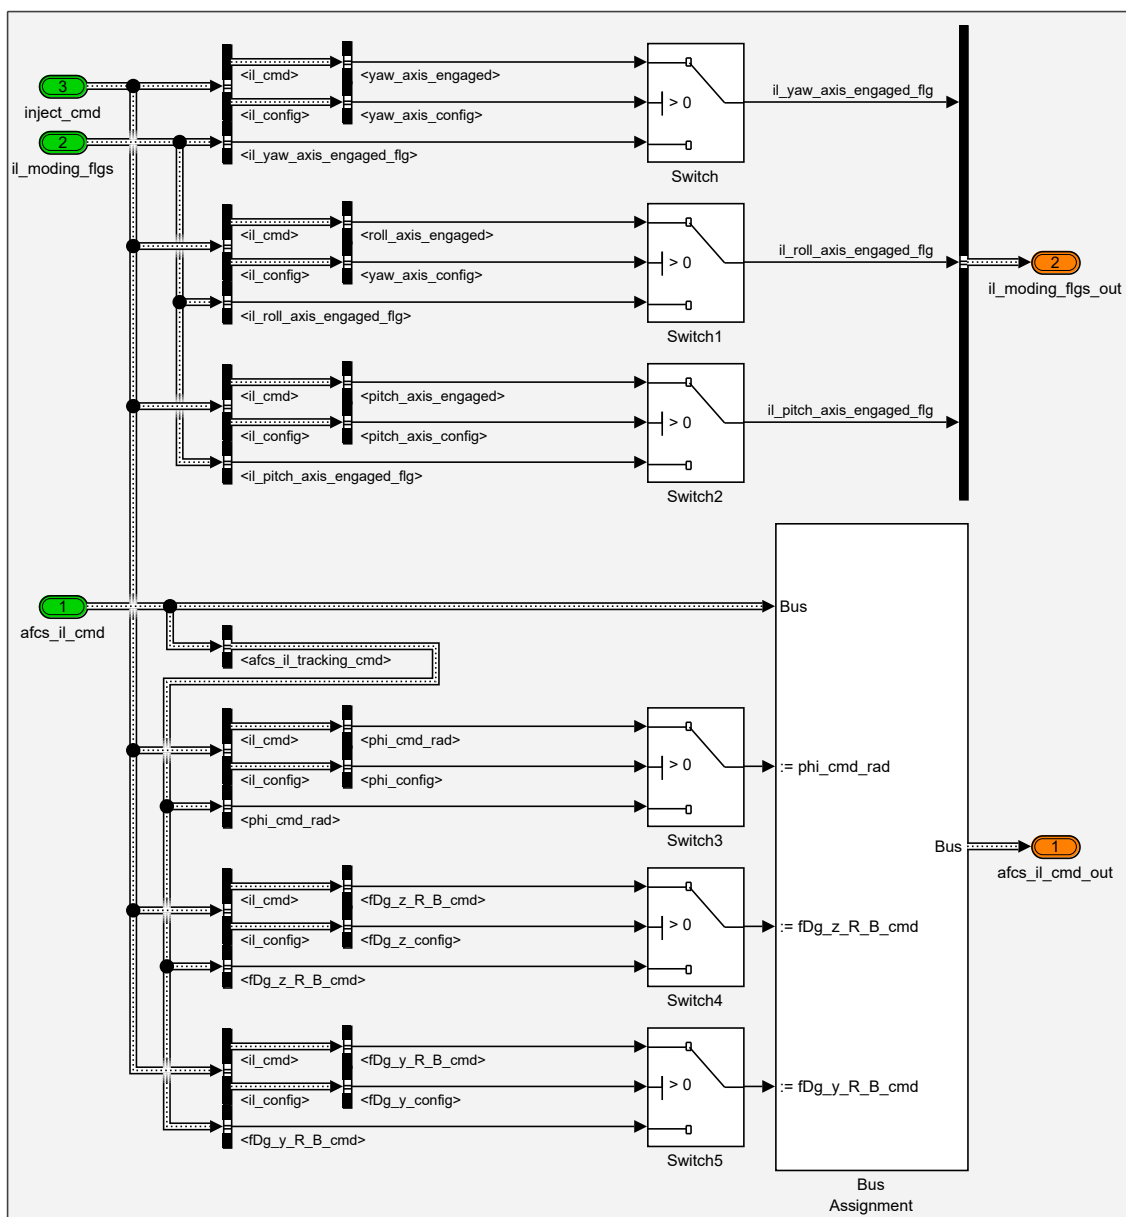 3
inject_cmd
2
il_moding_flgs
<il_cmd>
<yaw_axis_engaged>
<il_config>
<yaw_axis_config>
<il_yaw_axis_engaged_flg>
> 0
Switch
il_yaw_axis_engaged_flg
<il_cmd>
<roll_axis_engaged>
<il_config>
<yaw_axis_config>
<il_roll_axis_engaged_flg>
> 0
Switch1
il_roll_axis_engaged_flg
2
il_moding_flgs_out
<il_cmd>
<pitch_axis_engaged>
<il_config>
<pitch_axis_config>
<il_pitch_axis_engaged_flg>
> 0
Switch2
il_pitch_axis_engaged_flg
1
afcs_il_cmd
Bus
<afcs_il_tracking_cmd>
<il_cmd>
<phi_cmd_rad>
<il_config>
<phi_config>
<phi_cmd_rad>
> 0
Switch3
:= phi_cmd_rad
Bus
1
afcs_il_cmd_out
<il_cmd>
<fDg_z_R_B_cmd>
<il_config>
<fDg_z_config>
<fDg_z_R_B_cmd>
> 0
Switch4
:= fDg_z_R_B_cmd
<il_cmd>
<fDg_y_R_B_cmd>
<il_config>
<fDg_y_config>
<fDg_y_R_B_cmd>
> 0
Switch5
:= fDg_y_R_B_cmd
Bus
Assignment